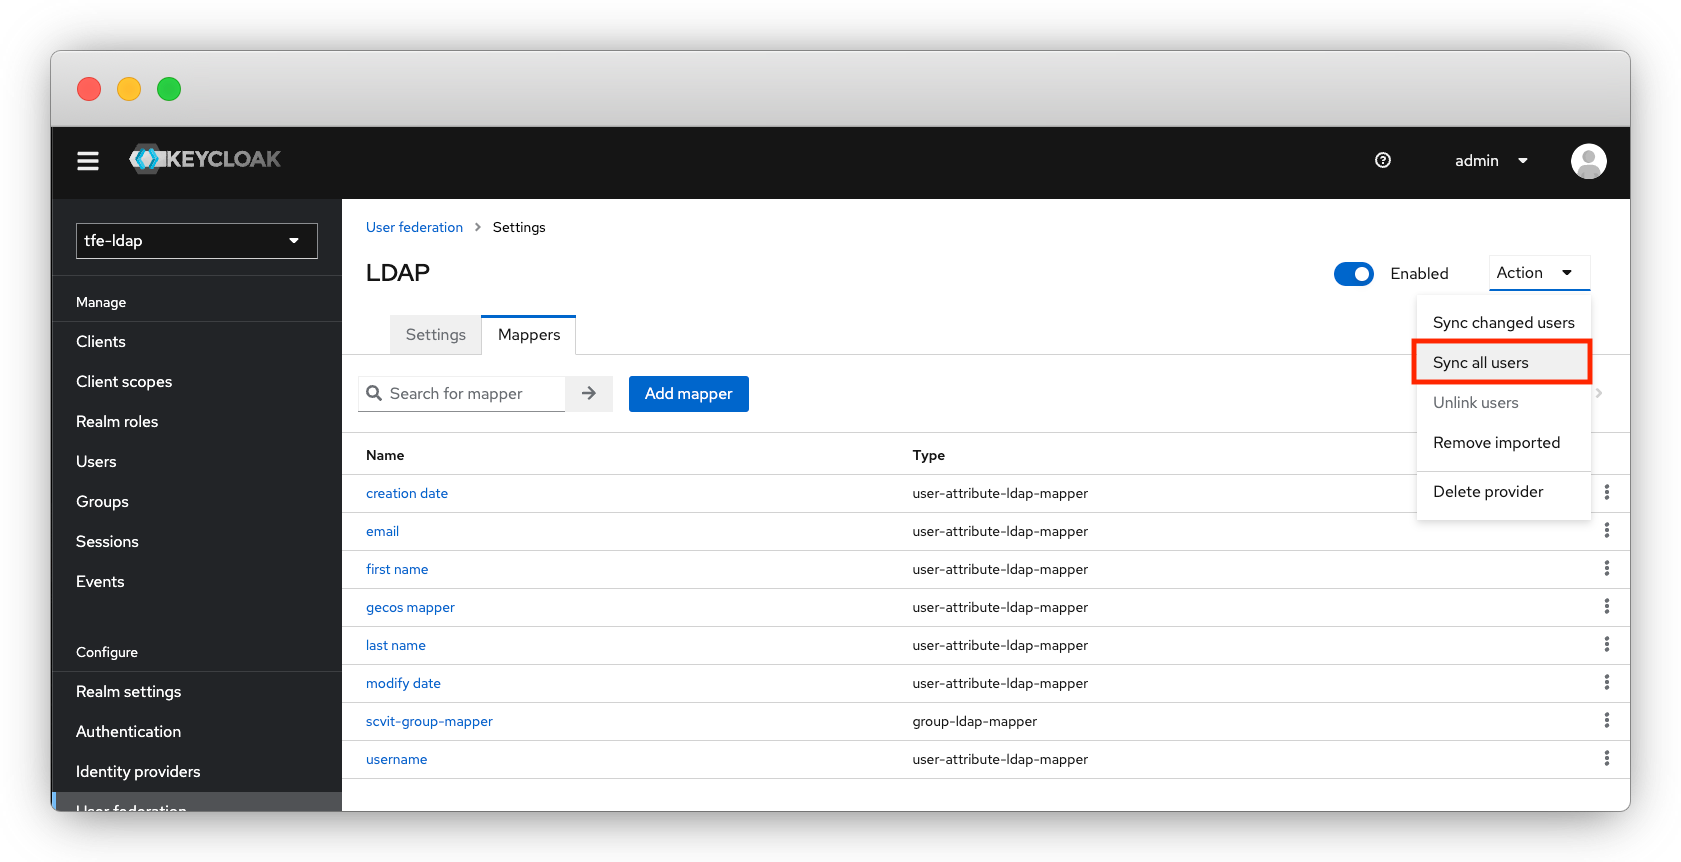 KEYCLOAK
admin
tfe-ldap
Manage
Clients
Client scopes
Realm roles
Users
Groups
Sessions
Events
Configure
Realm settings
Authentication
Identity providers
User federation
User federation > Settings
LDAP
Enabled
Action
Sync changed users
Sync all users
Unlink users
Remove imported
Delete provider
Settings Mappers
Search for mapper
Add mapper
Name Type
creation date user-attribute-ldap-mapper
email user-attribute-ldap-mapper
first name user-attribute-ldap-mapper
gecos mapper user-attribute-ldap-mapper
last name user-attribute-ldap-mapper
modify date user-attribute-ldap-mapper
scvit-group-mapper group-ldap-mapper
username user-attribute-ldap-mapper